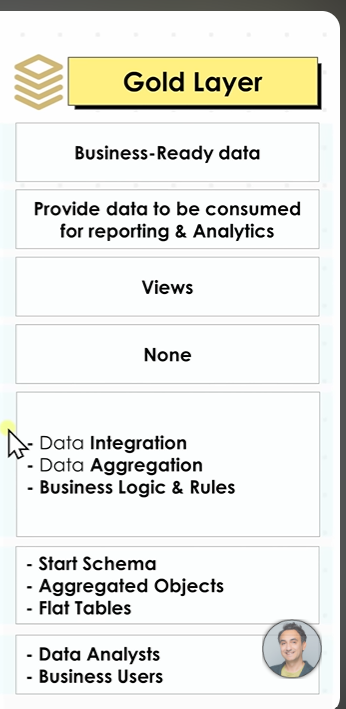 Gold Layer
Business-Ready data
Provide data to be consumed
for reporting & Analytics
Views
None
- Data Integration
- Data Aggregation
- Business Logic & Rules
- Start Schema
- Aggregated Objects
- Flat Tables
- Data Analysts
- Business Users